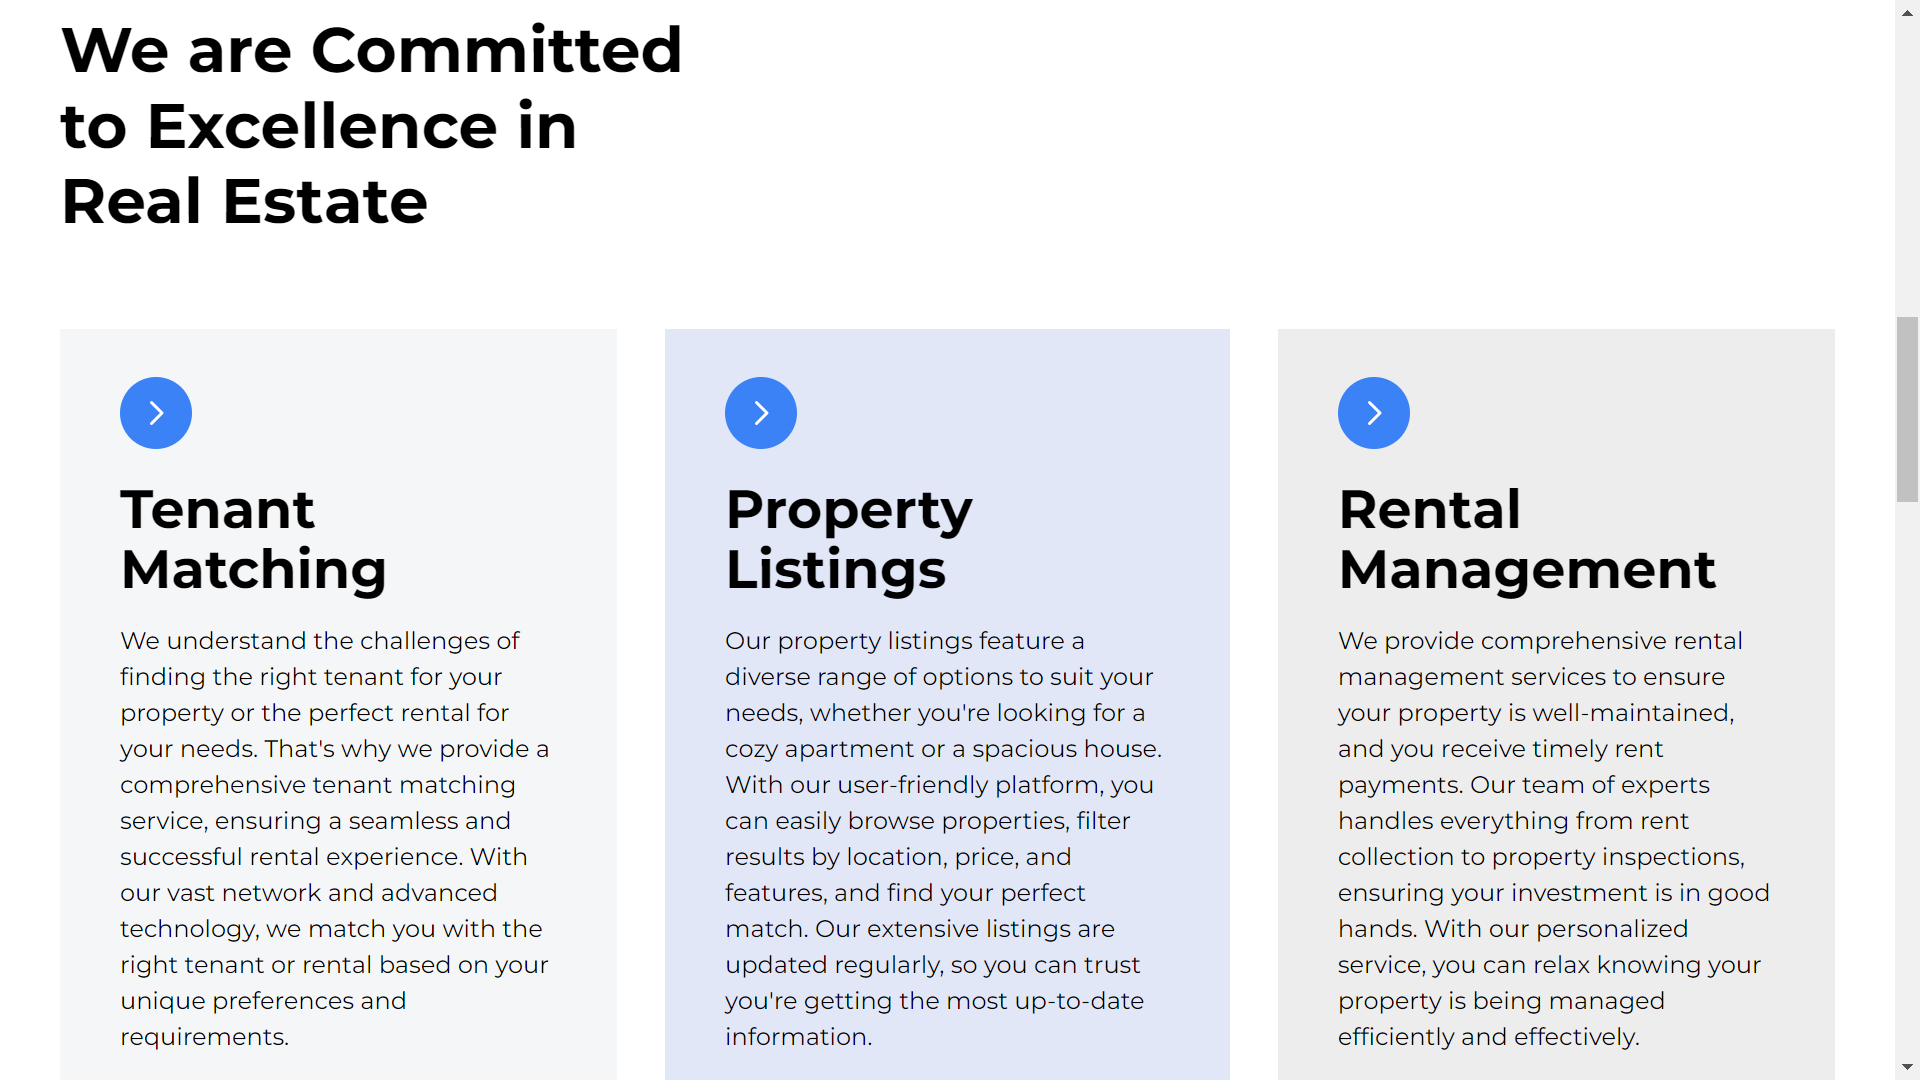 We are Committed
to Excellence in
Real Estate
Tenant
Matching
We understand the challenges of
finding the right tenant for your
property or the perfect rental for
your needs. That's why we provide a
comprehensive tenant matching
service, ensuring a seamless and
successful rental experience. With
our vast network and advanced
technology, we match you with the
right tenant or rental based on your
unique preferences and
requirements.
Property
Listings
Our property listings feature a
diverse range of options to suit your
needs, whether you're looking for a
cozy apartment or a spacious house.
With our user-friendly platform, you
can easily browse properties, filter
results by location, price, and
features, and find your perfect
match. Our extensive listings are
updated regularly, so you can trust
you're getting the most up-to-date
information.
Rental
Management
We provide comprehensive rental
management services to ensure
your property is well-maintained,
and you receive timely rent
payments. Our team of experts
handles everything from rent
collection to property inspections,
ensuring your investment is in good
hands. With our personalized
service, you can relax knowing your
property is being managed
efficiently and effectively.